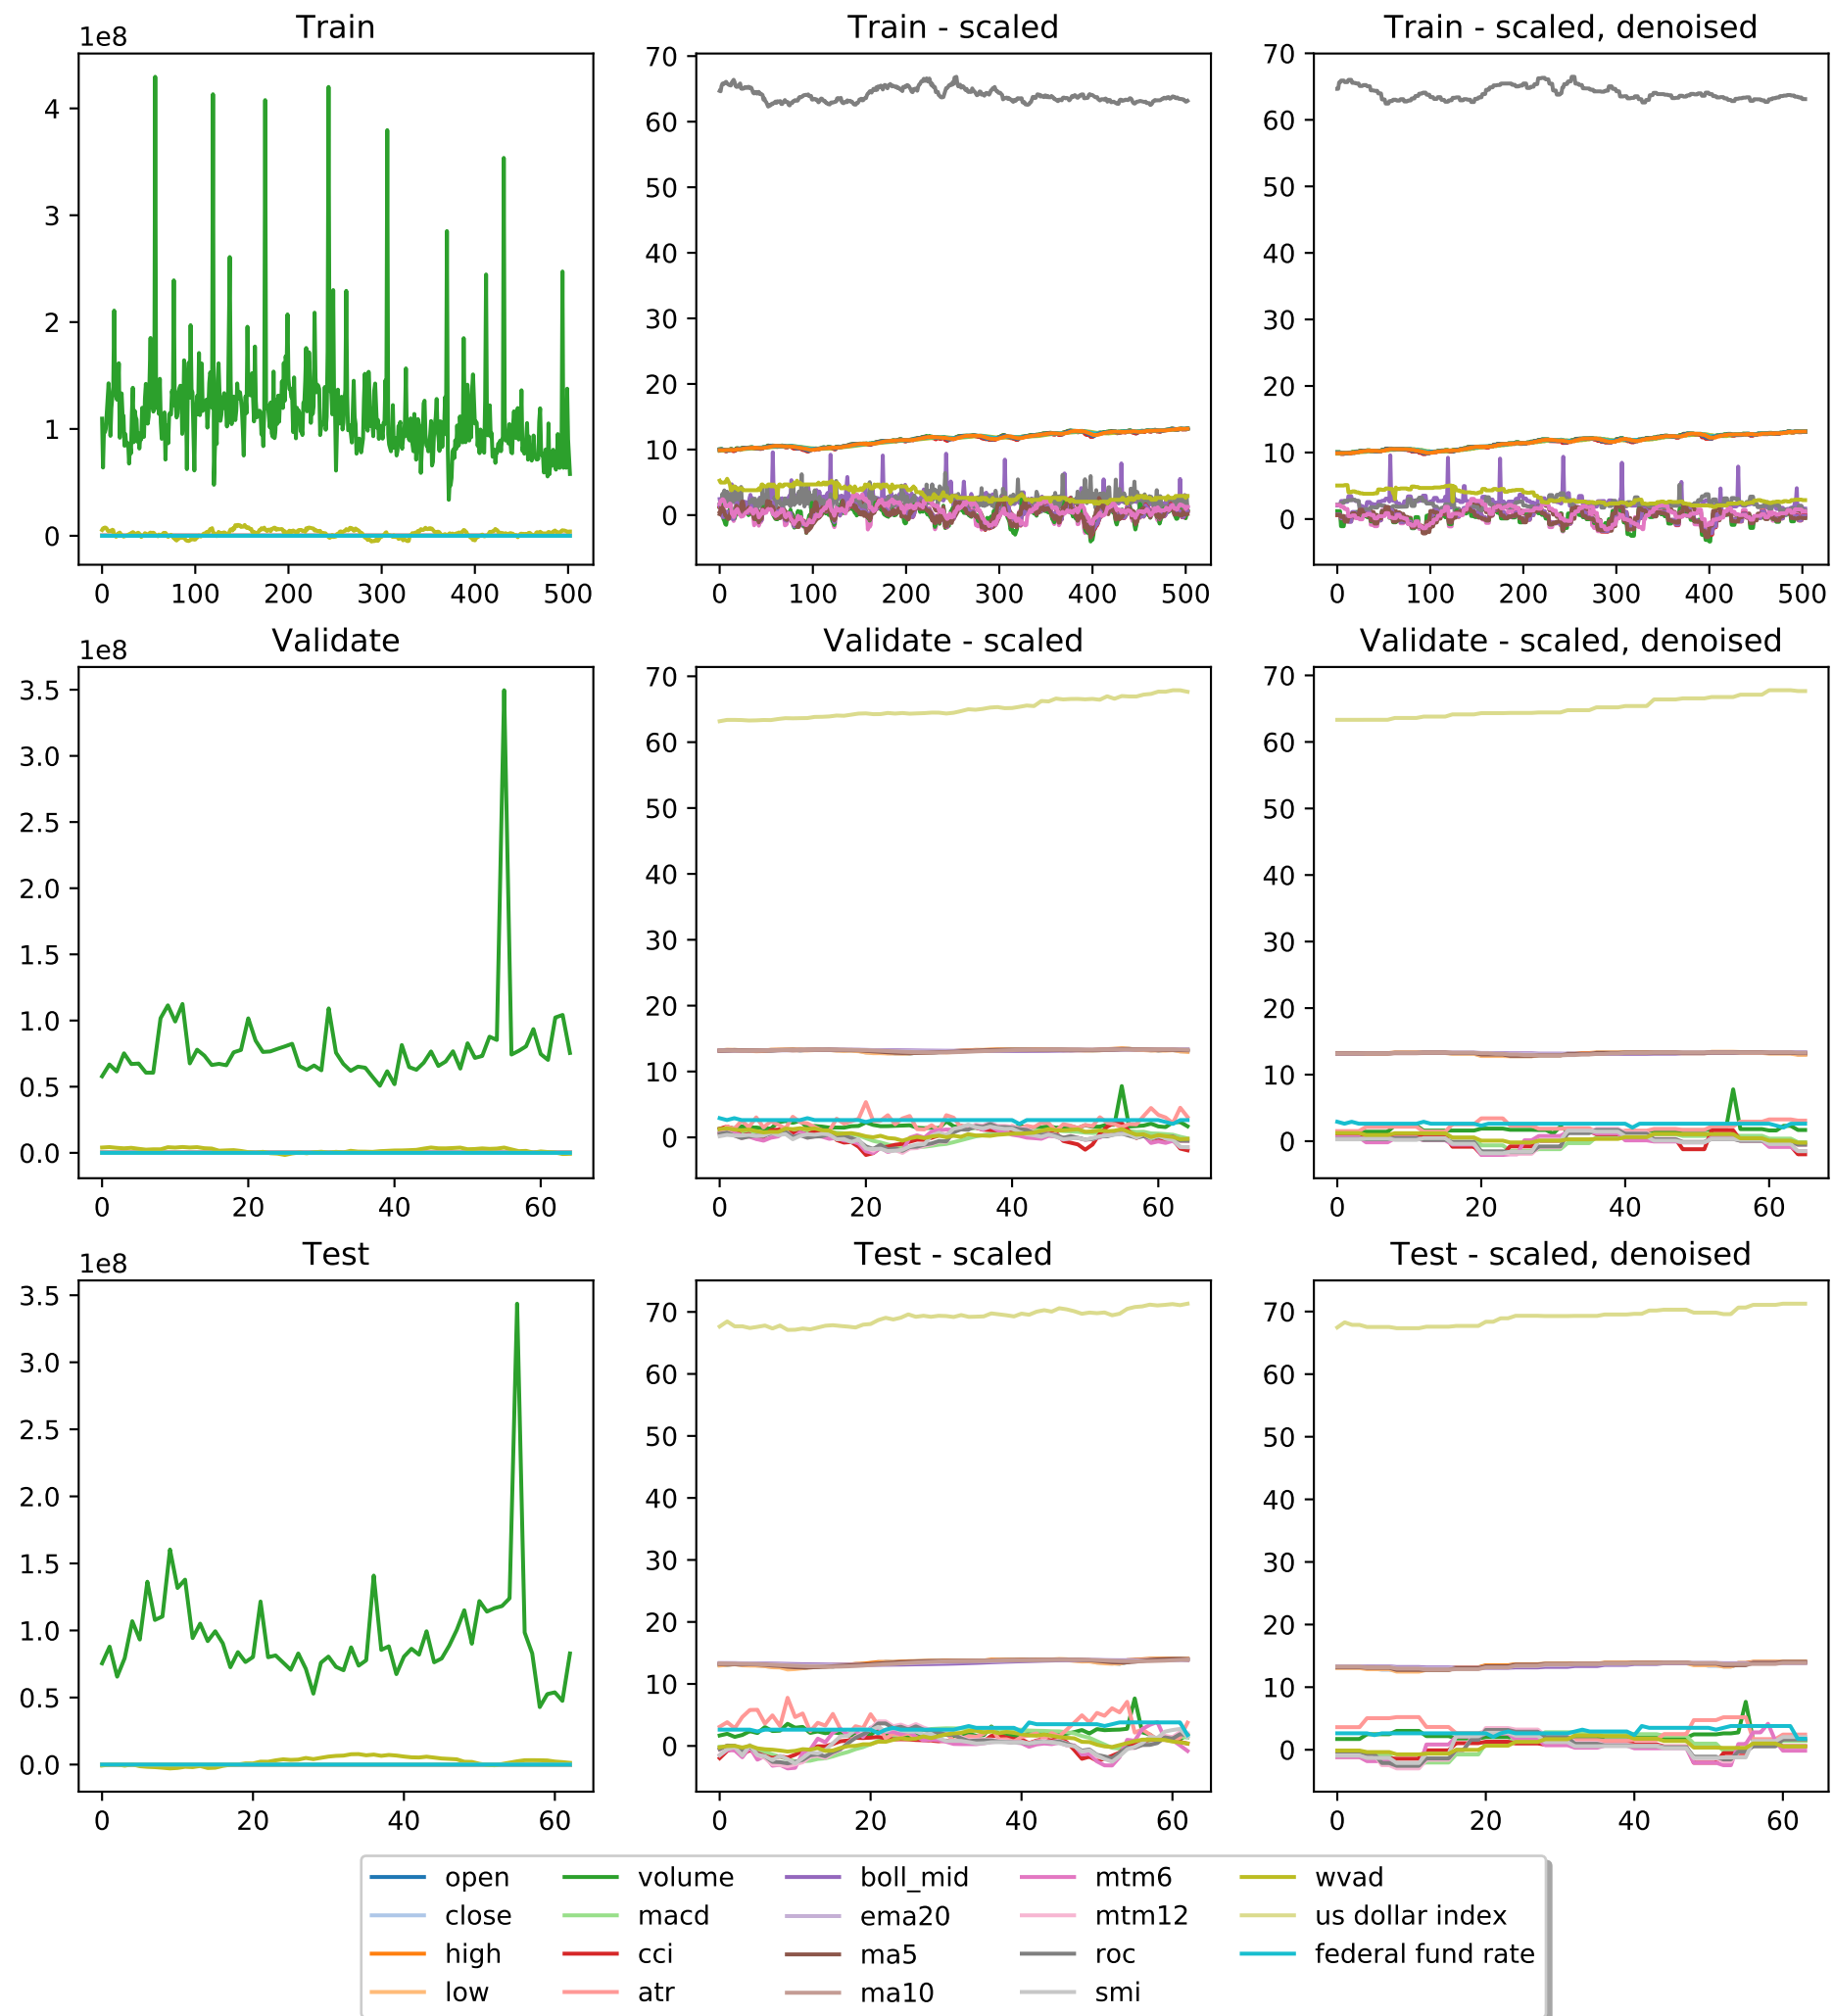 Train
Train - scaled
Train - scaled, denoised
1e8
4
3
2
1
0
0 100 200 300 400 500
70
60
50
40
30
20
10
0
0 100 200 300 400 500
70
60
50
40
30
20
10
0
0 100 200 300 400 500
Validate
Validate - scaled
Validate - scaled, denoised
1e8
3.5
3.0
2.5
2.0
1.5
1.0
0.5
0.0
0 20 40 60
70
60
50
40
30
20
10
0
0 20 40 60
70
60
50
40
30
20
10
0
0 20 40 60
Test
Test - scaled
Test - scaled, denoised
1e8
3.5
3.0
2.5
2.0
1.5
1.0
0.5
0.0
0 20 40 60
70
60
50
40
30
20
10
0
0 20 40 60
70
60
50
40
30
20
10
0
0 20 40 60
open volume boll_mid mtm6 wvad
close macd ema20 mtm12 us dollar index
high cci ma5 roc federal fund rate
low atr ma10 smi